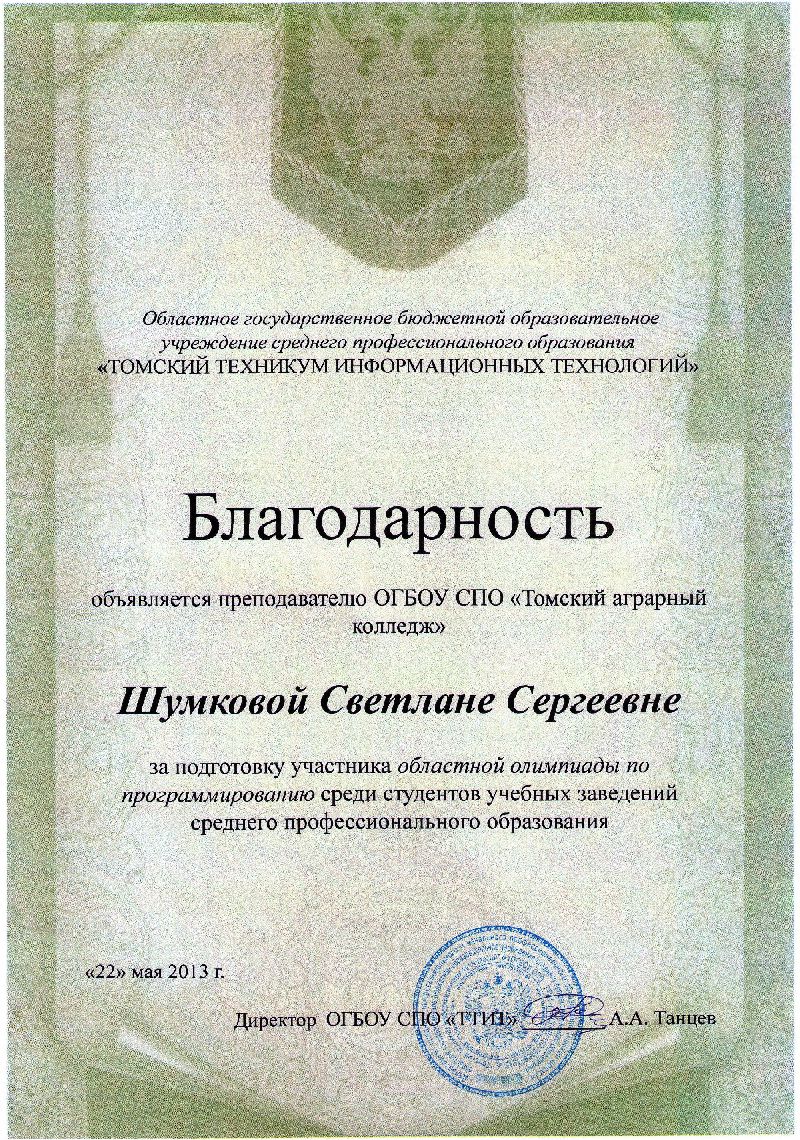 Областное государственное бюджетной образовательное
учреждение среднего профессионального образования
«ТОМСКИЙ ТЕХНИКУМ ИНФОРМАЦИОННЫХ ТЕХНОЛОГИЙ»
Благодарность
объявляется преподавателю ОГБОУ СПО «Томский аграрный
колледж»
Шумковой Светлане Сергеевне
за подготовку участника областной олимпиады по
программированию среди студентов учебных заведений
среднего профессионального образования
«22» мая 2013 г.
Директор ОГБОУ СПО «ТТИТ» А.А. Танцев